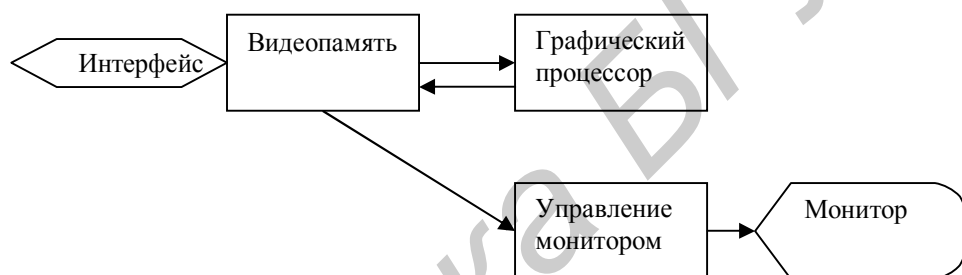 Видеопамять
Графический
процессор
Интерфейс
Управление
монитором
Монитор